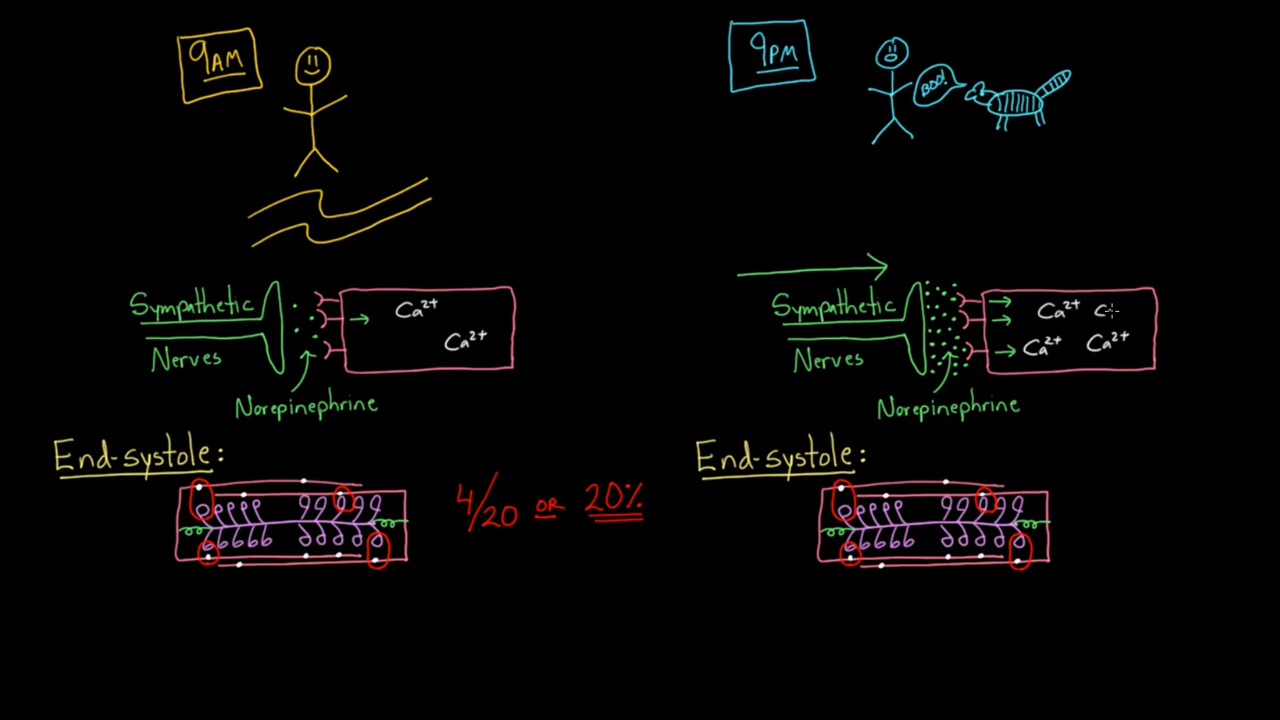 9AM
9PM
BOO!
Sympathetic
Nerves
Ca2+
Ca2+
Norepinephrine
Sympathetic
Nerves
Ca2+ C
Ca2+ Ca2+
Norepinephrine
End-systole:
4/20 OR 20%
End-systole: